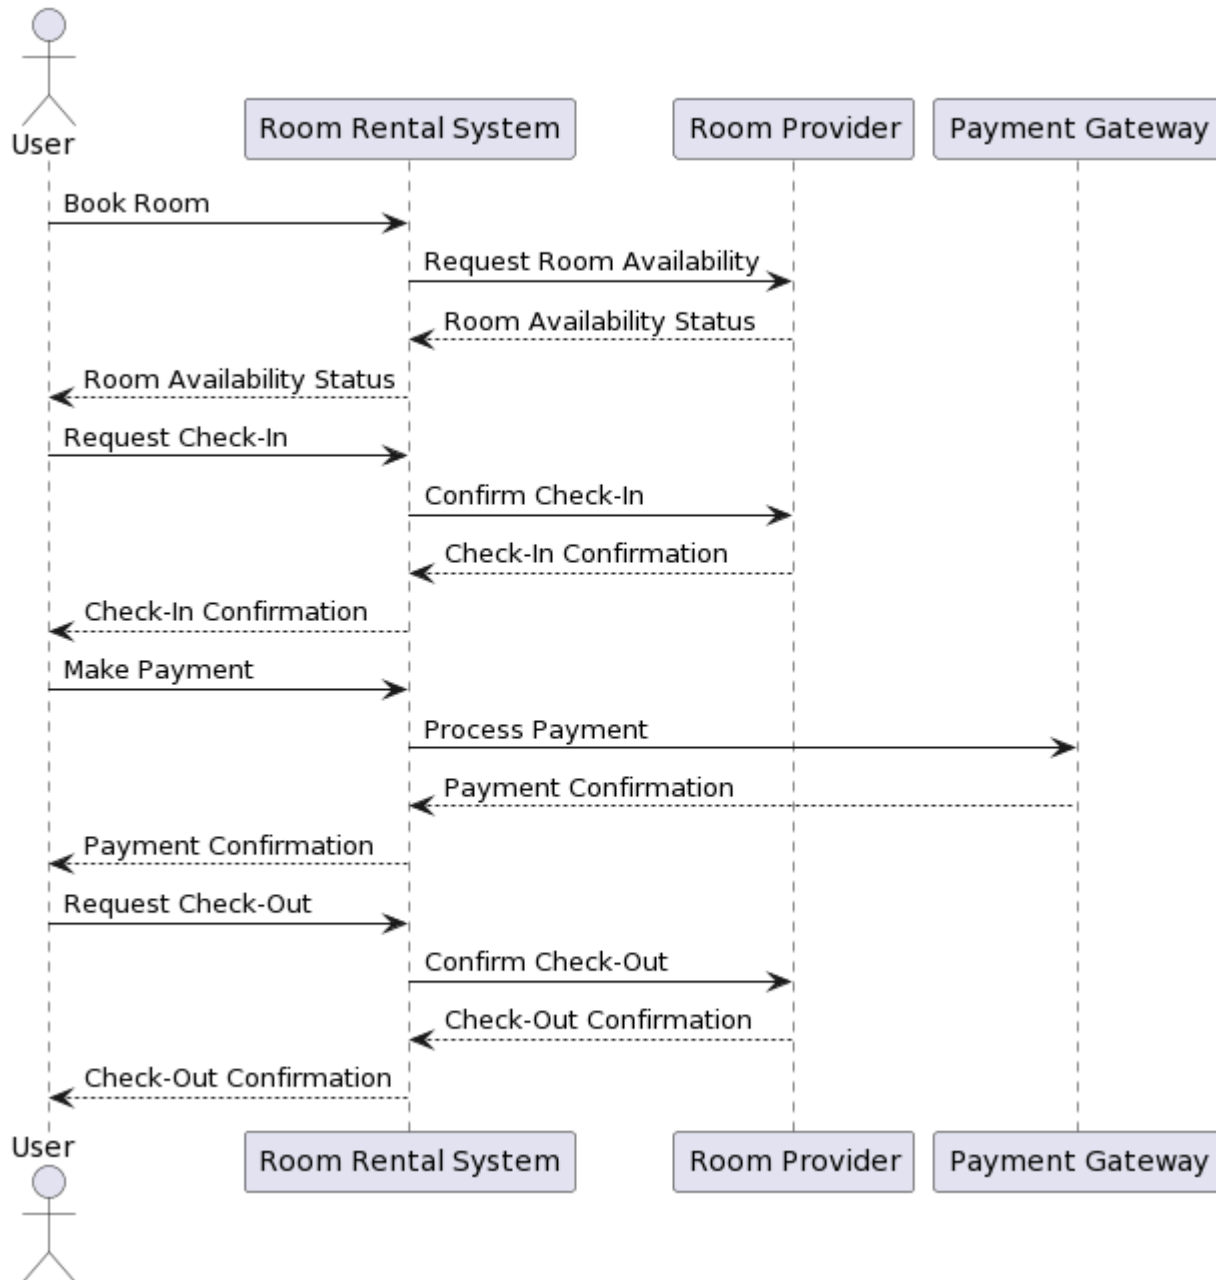 User
Room Rental System
Room Provider
Payment Gateway
Book Room
Request Room Availability
Room Availability Status
Room Availability Status
Request Check-In
Confirm Check-In
Check-In Confirmation
Check-In Confirmation
Make Payment
Process Payment
Payment Confirmation
Payment Confirmation
Request Check-Out
Confirm Check-Out
Check-Out Confirmation
Check-Out Confirmation
User
Room Rental System
Room Provider
Payment Gateway